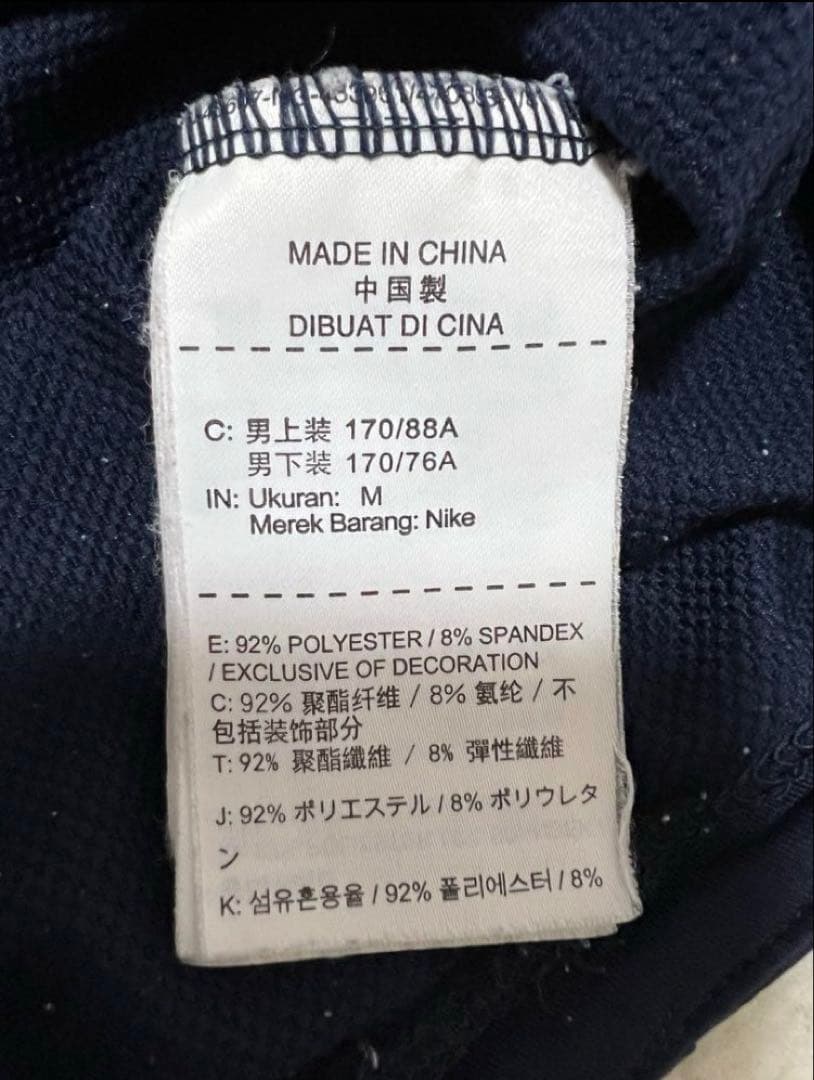 MADE IN CHINA
中国製
DIBUAT DI CINA
C: 男上装 170/88A
男下装 170/76A
IN: Ukuran: M
Merek Barang: Nike
E: 92% POLYESTER / 8% SPANDEX
/ EXCLUSIVE OF DECORATION
C: 92% 聚酯纤维 / 8% 氨纶 / 不
包括装饰部分
T: 92% 聚酯纖維 / 8% 彈性纖維
J: 92% ポリエステル / 8% ポリウレタ
ン
K: 섬유혼용율 / 92% 폴리에스터 / 8%